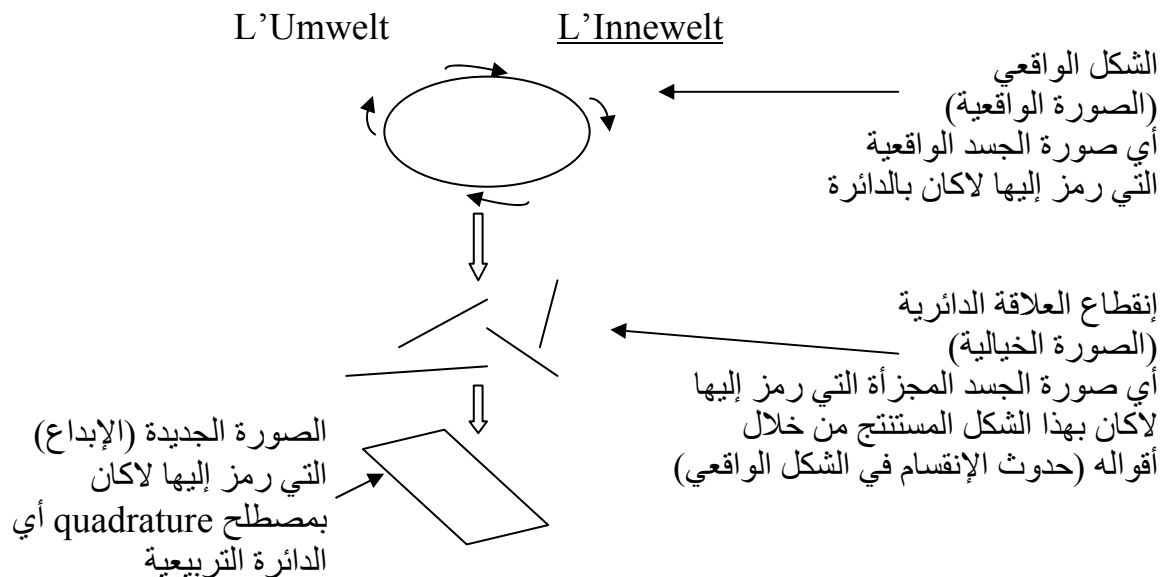 L’Umwelt L’Innewelt
الشكل الواقعي
(الصورة الواقعية)
أي صورة الجسد الواقعية
التي رمز إليها لاكان بالدائرة
إنقطاع العلاقة الدائرية
(الصورة الخيالية)
أي صورة الجسد المجزأة التي رمز إليها
لاكان بهذا الشكل المستنتج من خلال
أقواله (حدوث الإنقسام في الشكل الواقعي)
الصورة الجديدة (الإبداع)
التي رمز إليها لاكان
بمصطلح quadrature أي
الدائرة التربيعية